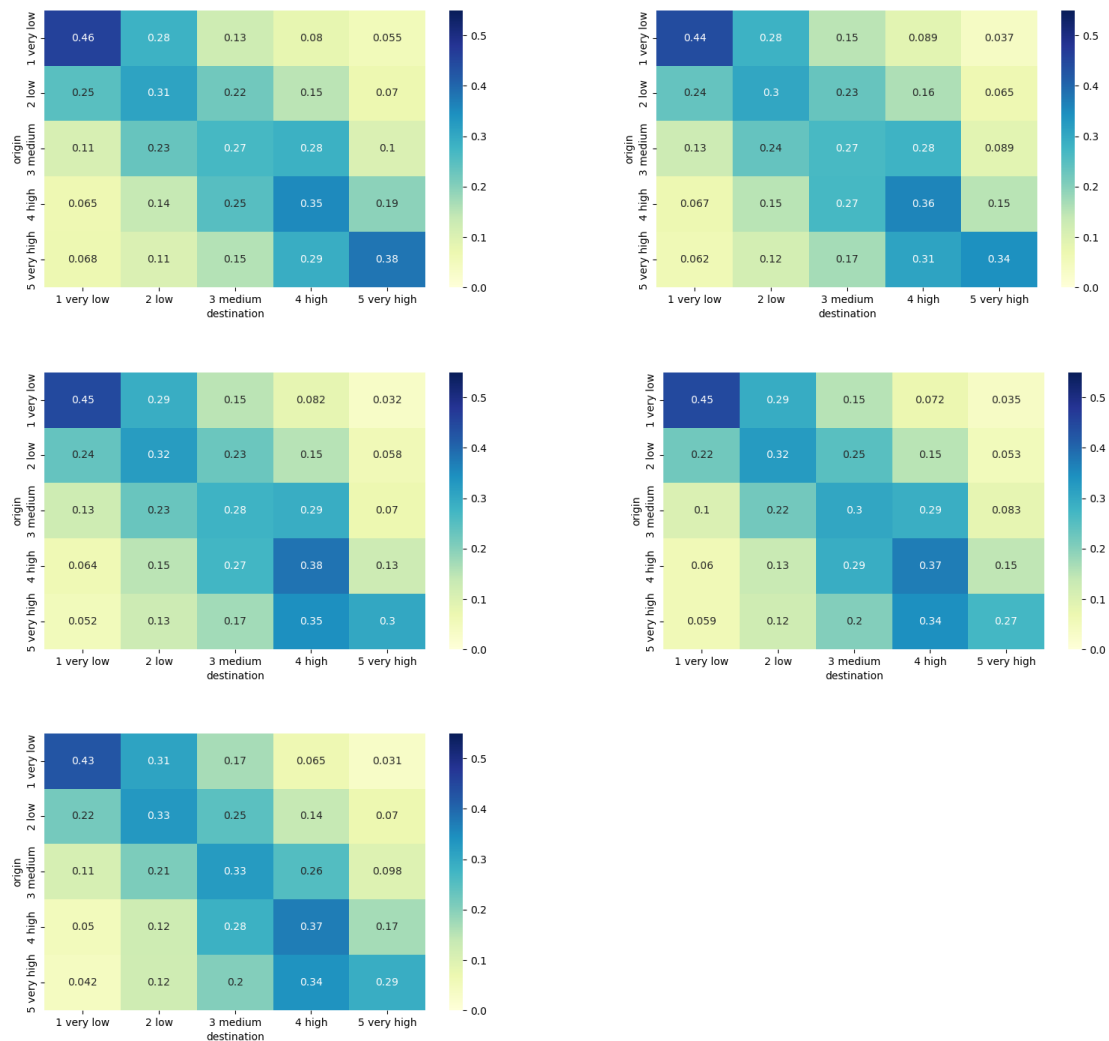 1 very low 0.46 0.28 0.13 0.08 0.055
2 low 0.25 0.31 0.22 0.15 0.07
3 medium 0.11 0.23 0.27 0.28 0.1
4 high 0.065 0.14 0.25 0.35 0.19
5 very high 0.068 0.11 0.15 0.29 0.38
origin
1 very low 2 low 3 medium 4 high 5 very high
destination
0.5
0.4
0.3
0.2
0.1
0.0
1 very low 0.44 0.28 0.15 0.089 0.037
2 low 0.24 0.3 0.23 0.16 0.065
3 medium 0.13 0.24 0.27 0.28 0.089
4 high 0.067 0.15 0.27 0.36 0.15
5 very high 0.062 0.12 0.17 0.31 0.34
origin
1 very low 2 low 3 medium 4 high 5 very high
destination
0.5
0.4
0.3
0.2
0.1
0.0
1 very low 0.45 0.29 0.15 0.082 0.032
2 low 0.24 0.32 0.23 0.15 0.058
3 medium 0.13 0.23 0.28 0.29 0.07
4 high 0.064 0.15 0.27 0.38 0.13
5 very high 0.052 0.13 0.17 0.35 0.3
origin
1 very low 2 low 3 medium 4 high 5 very high
destination
0.5
0.4
0.3
0.2
0.1
0.0
1 very low 0.45 0.29 0.15 0.072 0.035
2 low 0.22 0.32 0.25 0.15 0.053
3 medium 0.1 0.22 0.3 0.29 0.083
4 high 0.06 0.13 0.29 0.37 0.15
5 very high 0.059 0.12 0.2 0.34 0.27
origin
1 very low 2 low 3 medium 4 high 5 very high
destination
0.5
0.4
0.3
0.2
0.1
0.0
1 very low 0.43 0.31 0.17 0.065 0.031
2 low 0.22 0.33 0.25 0.14 0.07
3 medium 0.11 0.21 0.33 0.26 0.098
4 high 0.05 0.12 0.28 0.37 0.17
5 very high 0.042 0.12 0.2 0.34 0.29
origin
1 very low 2 low 3 medium 4 high 5 very high
destination
0.5
0.4
0.3
0.2
0.1
0.0